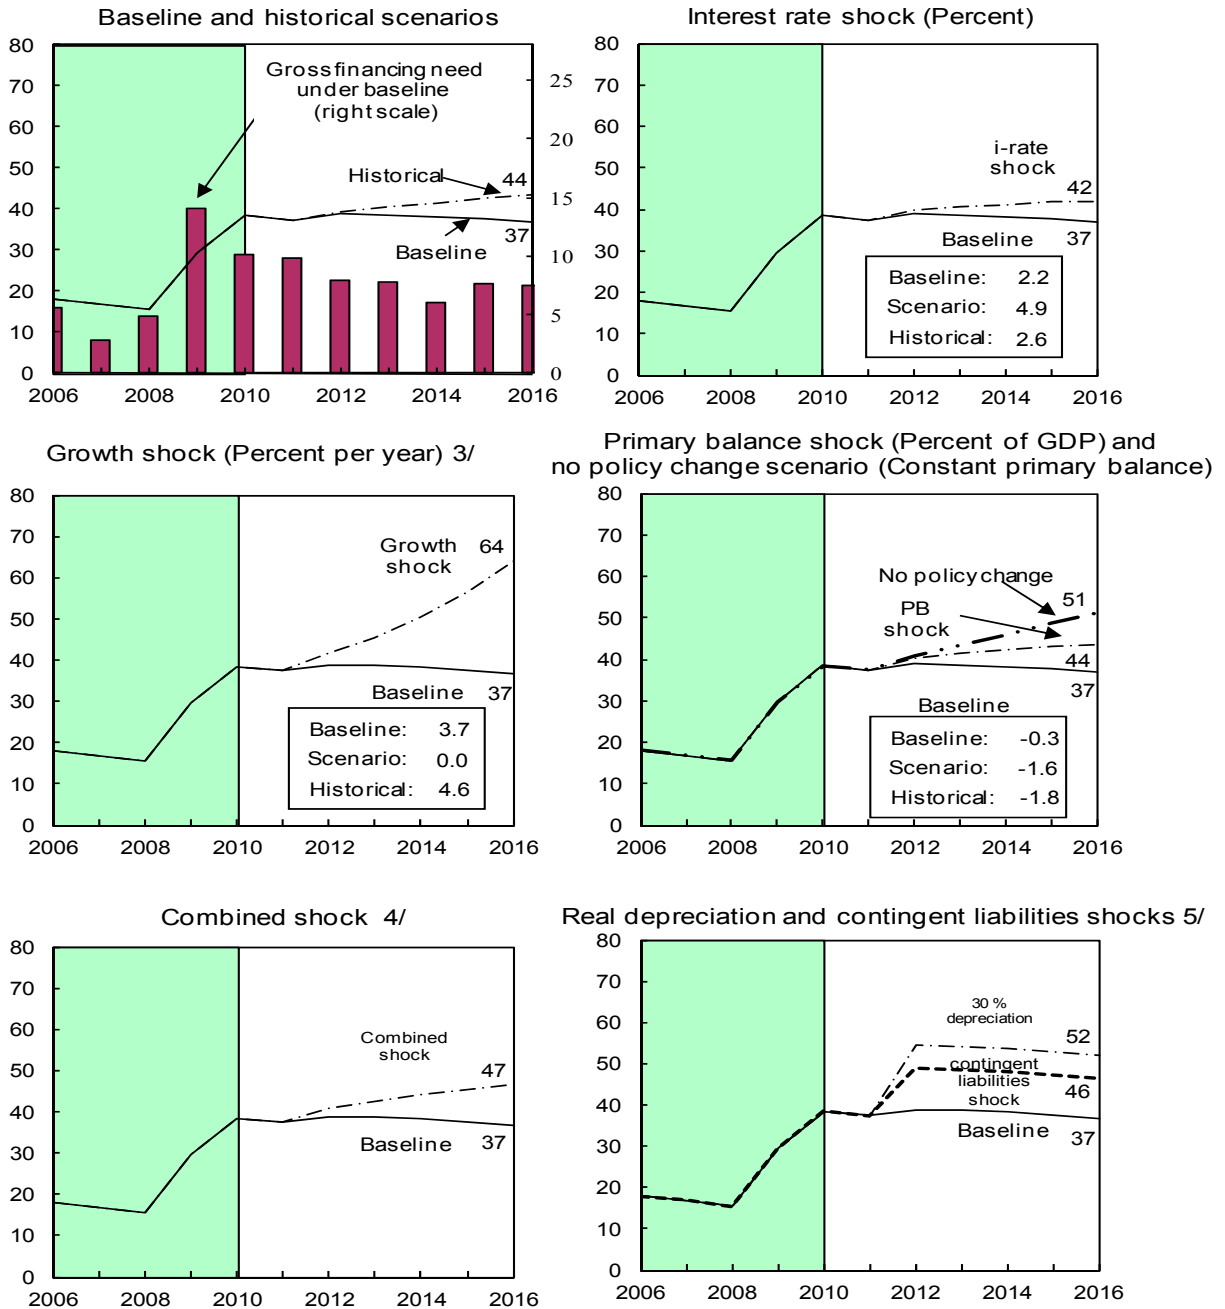 Baseline and historical scenarios
80
70
60
50
40
30
20
10
0
25
20
15
10
5
0
Gross financing need
under baseline
(right scale)
Historical
44
Baseline
37
2006 2008 2010 2012 2014 2016
Interest rate shock (Percent)
80
70
60
50
40
30
20
10
0
i-rate
shock
42
Baseline
37
Baseline: 2.2
Scenario: 4.9
Historical: 2.6
2006 2008 2010 2012 2014 2016
Growth shock (Percent per year) 3/
80
70
60
50
40
30
20
10
0
Growth
shock
64
Baseline
37
Baseline: 3.7
Scenario: 0.0
Historical: 4.6
2006 2008 2010 2012 2014 2016
Primary balance shock (Percent of GDP) and
no policy change scenario (Constant primary balance)
80
70
60
50
40
30
20
10
0
No policy change
51
PB
shock
44
37
Baseline
Baseline: -0.3
Scenario: -1.6
Historical: -1.8
2006 2008 2010 2012 2014 2016
Combined shock 4/
80
70
60
50
40
30
20
10
0
Combined
shock
47
Baseline
37
2006 2008 2010 2012 2014 2016
Real depreciation and contingent liabilities shocks 5/
80
70
60
50
40
30
20
10
0
30 %
depreciation
52
contingent
liabilities
shock
46
Baseline
37
2006 2008 2010 2012 2014 2016